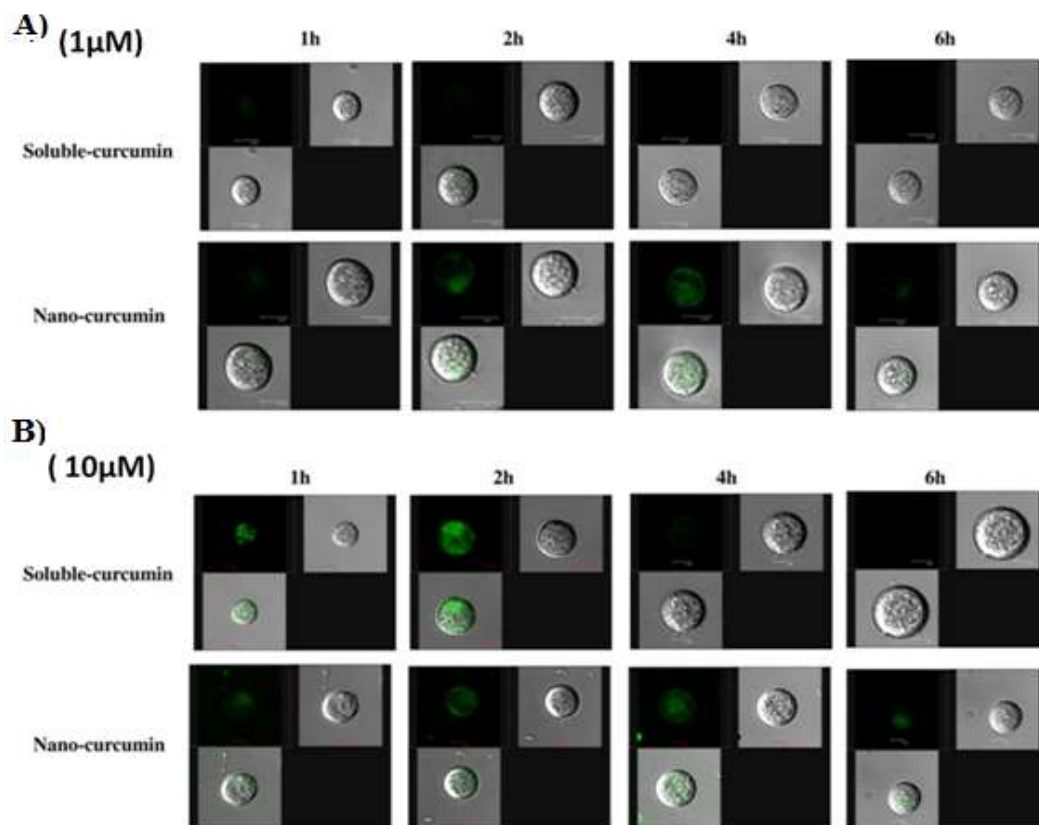 A)
(1µM)
1h
2h
4h
6h
Soluble-curcumin
Nano-curcumin
B)
( 10µM)
1h
2h
4h
6h
Soluble-curcumin
Nano-curcumin